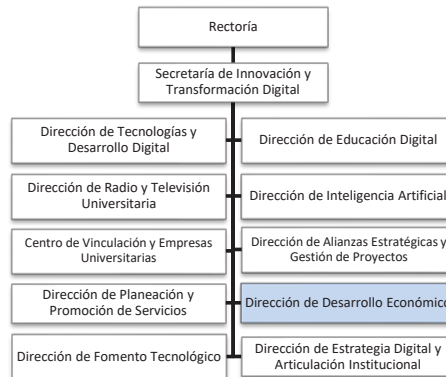 Rectoría
Secretaría de Innovación y
Transformación Digital
Dirección de Tecnologías y
Desarrollo Digital
Dirección de Educación Digital
Dirección de Radio y Televisión
Universitaria
Dirección de Inteligencia Artificial
Centro de Vinculación y Empresas
Universitarias
Dirección de Alianzas Estratégicas y
Gestión de Proyectos
Dirección de Planeación y
Promoción de Servicios
Dirección de Desarrollo Económico
Dirección de Fomento Tecnológico
Dirección de Estrategia Digital y
Articulación Institucional